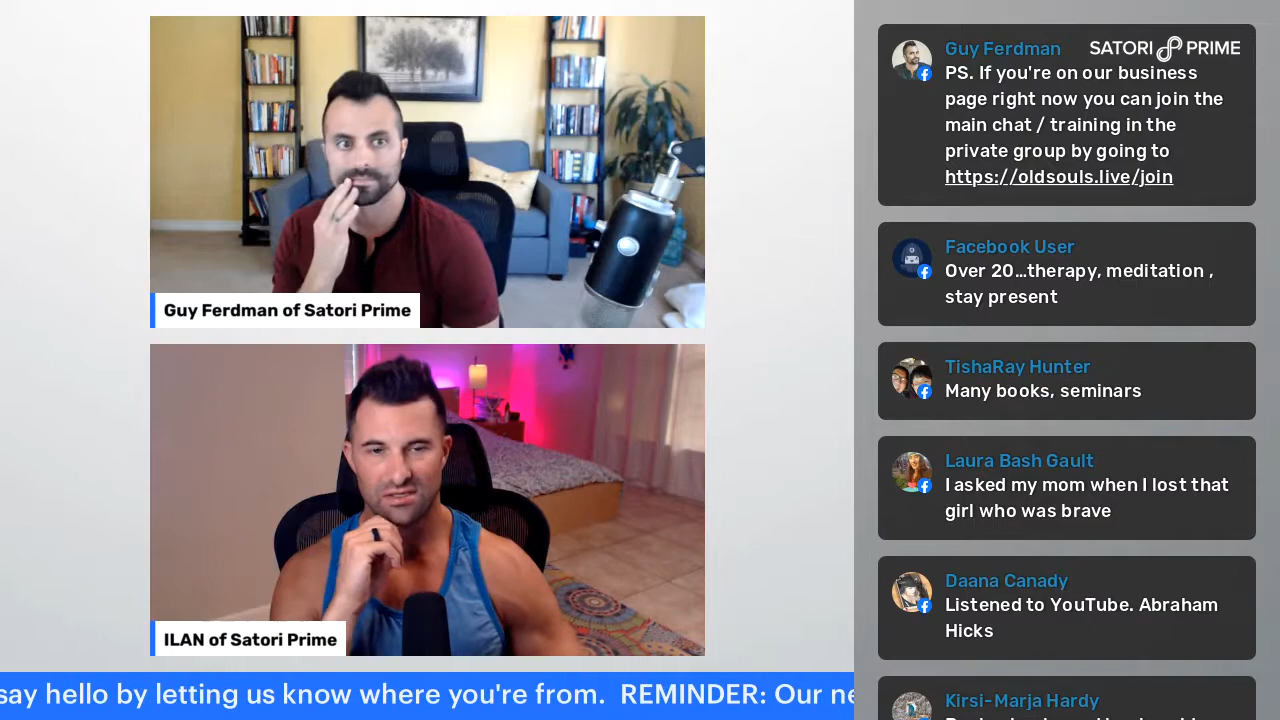 Guy Ferdman of Satori Prime
ILAN of Satori Prime
say hello by letting us know where you're from. REMINDER: Our
SATORI PRIME
Guy Ferdman
PS. If you're on our business
page right now you can join the
main chat / training in the
private group by going to
https://oldsouls.live/join
Facebook User
Over 20...therapy, meditation ,
stay present
TishaRay Hunter
Many books, seminars
Laura Bash Gault
I asked my mom when I lost that
girl who was brave
Daana Canady
Listened to YouTube. Abraham
Hicks
Kirsi-Marja Hardy